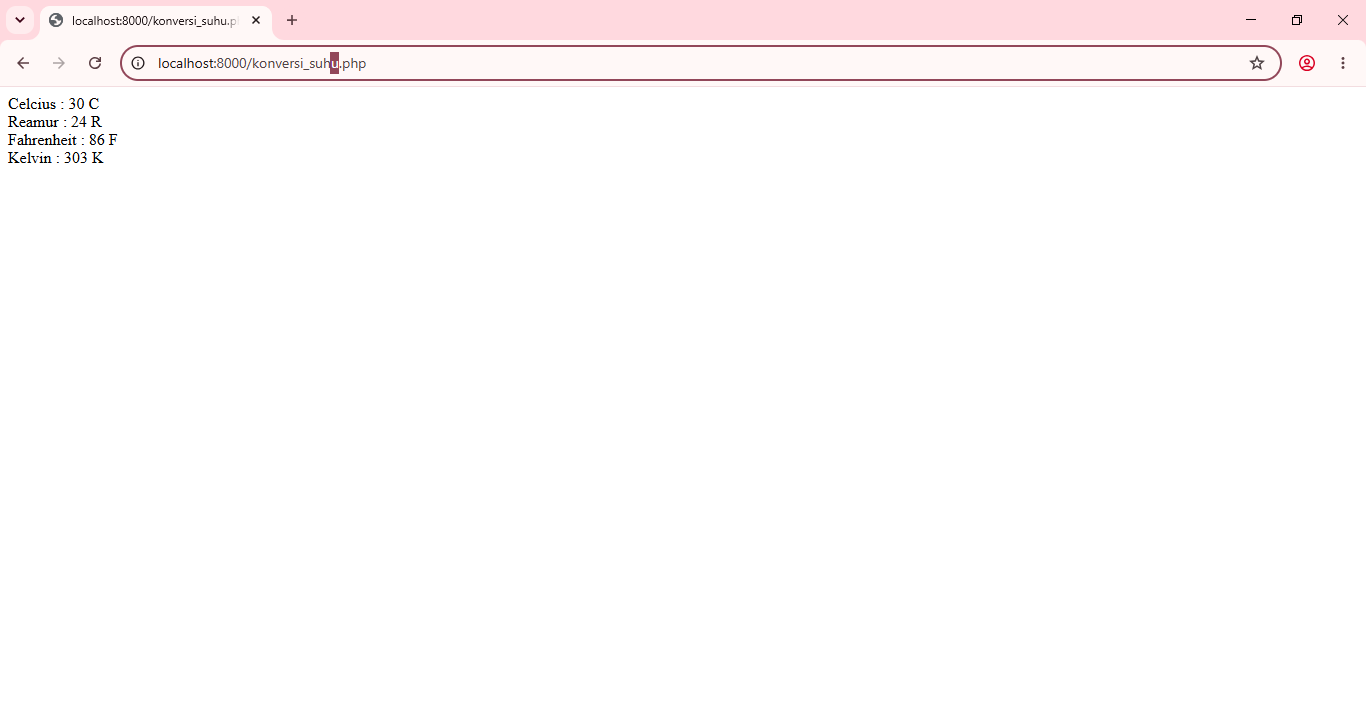 localhost:8000/konversi_suhu.p
localhost:8000/konversi_suhu.php
Celcius : 30 C
Reamur : 24 R
Fahrenheit : 86 F
Kelvin : 303 K